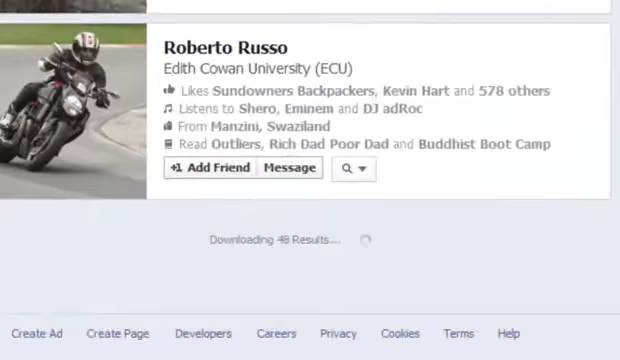 Roberto Russo
Edith Cowan University (ECU)
Likes Sundowners Backpackers, Kevin Hart and 578 others
Listens to Shero, Eminem and DJ adRoc
From Manzini, Swaziland
Read Outliers, Rich Dad Poor Dad and Buddhist Boot Camp
+1 Add Friend Message
Downloading 48 Results...
Create Ad Create Page Developers Careers Privacy Cookies Terms Help